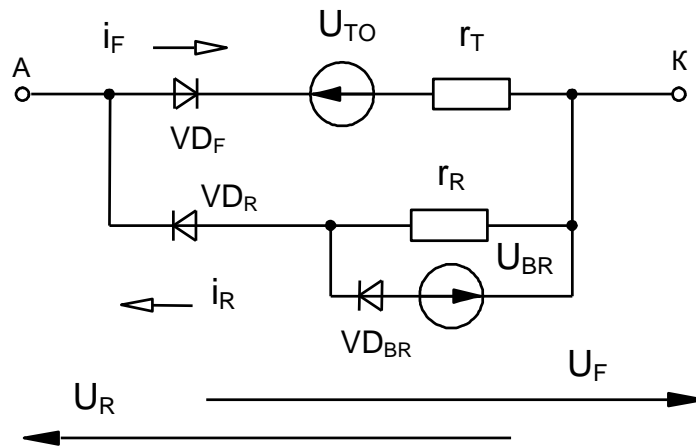 U_TO
i_F
r_T
A
К
VD_F
VD_R
r_R
U_BR
i_R
VD_BR
U_F
U_R